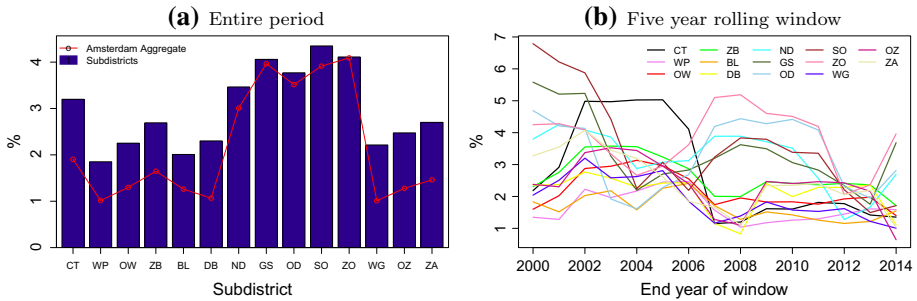 (a) Entire period
Amsterdam Aggregate
Subdistricts
%
0 1 2 3 4
CT WP OW ZB BL DB ND GS OD SO ZO WG OZ ZA
Subdistrict
(b) Five year rolling window
CT ZB ND SO OZ
WP BL GS ZO ZA
OW DB OD WG
%
1 2 3 4 5 6 7
2000 2002 2004 2006 2008 2010 2012 2014
End year of window